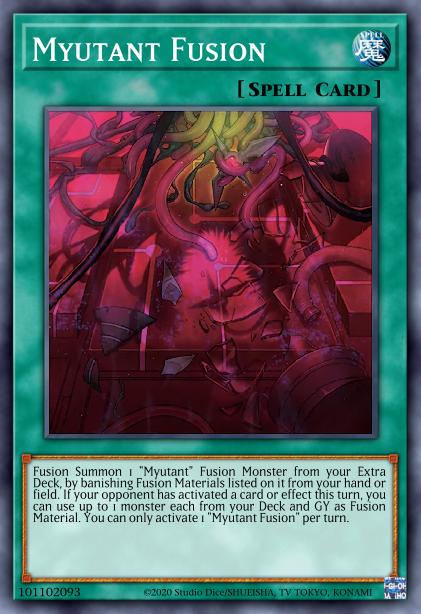 Myutant Fusion
SPELL
魔
[Spell Card]
Fusion Summon 1 "Myutant" Fusion Monster from your Extra
Deck, by banishing Fusion Materials listed on it from your hand or
field. If your opponent has activated a card or effect this turn, you
can use up to 1 monster each from your Deck and GY as Fusion
Material. You can only activate 1 "Myutant Fusion" per turn.
101102093
©2020 Studio Dice/SHUEISHA, TV TOKYO, KONAMI